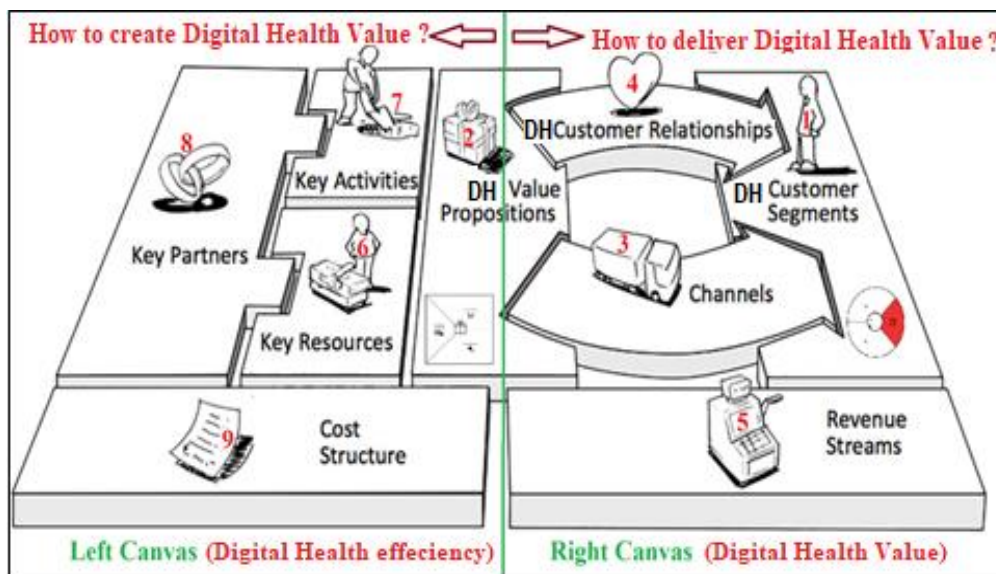 How to create Digital Health Value ?
How to deliver Digital Health Value ?
8
Key Partners
7
Key Activities
6
Key Resources
2
DH Value
Propositions
4
DH Customer Relationships
3
Channels
1
DH Customer
Segments
9
Cost
Structure
5
Revenue
Streams
Left Canvas (Digital Health effeciency)
Right Canvas (Digital Health Value)